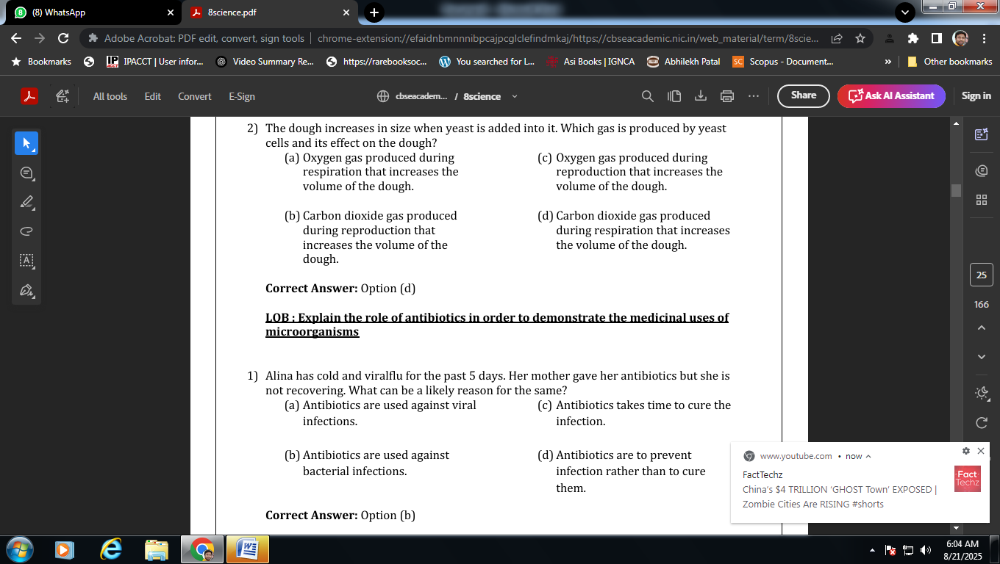 (8) WhatsApp
8science.pdf
Adobe Acrobat: PDF edit, convert, sign tools | chrome-extension://efaidnbmnnnibpcajpcglclefindmkaj/https://cbseacademic.nic.in/web_material/term/8scie...
Bookmarks
IPACCT | User infor...
Video Summary Re...
https://rarebooksoc...
You searched for L...
Asi Books | IGNCA
Abhilekh Patal
SC Scopus - Document...
»
Other bookmarks
All tools
Edit
Convert
E-Sign
cbseacadem... / 8science
Share
Ask AI Assistant
Sign in
2) The dough increases in size when yeast is added into it. Which gas is produced by yeast
cells and its effect on the dough?
(a) Oxygen gas produced during
respiration that increases the
volume of the dough.
(c) Oxygen gas produced during
reproduction that increases the
volume of the dough.
(b) Carbon dioxide gas produced
during reproduction that
increases the volume of the
dough.
(d) Carbon dioxide gas produced
during respiration that increases
the volume of the dough.
Correct Answer: Option (d)
LOB : Explain the role of antibiotics in order to demonstrate the medicinal uses of
microorganisms
1) Alina has cold and viralflu for the past 5 days. Her mother gave her antibiotics but she is
not recovering. What can be a likely reason for the same?
(a) Antibiotics are used against viral
infections.
(c) Antibiotics takes time to cure the
infection.
(b) Antibiotics are used against
bacterial infections.
(d) Antibiotics are to prevent
infection rather than to cure
them.
Correct Answer: Option (b)
25
166
www.youtube.com • now
FactTechz
China's $4 TRILLION 'GHOST Town' EXPOSED |
Zombie Cities Are RISING #shorts
Fact
Techz
6:04 AM
8/21/2025